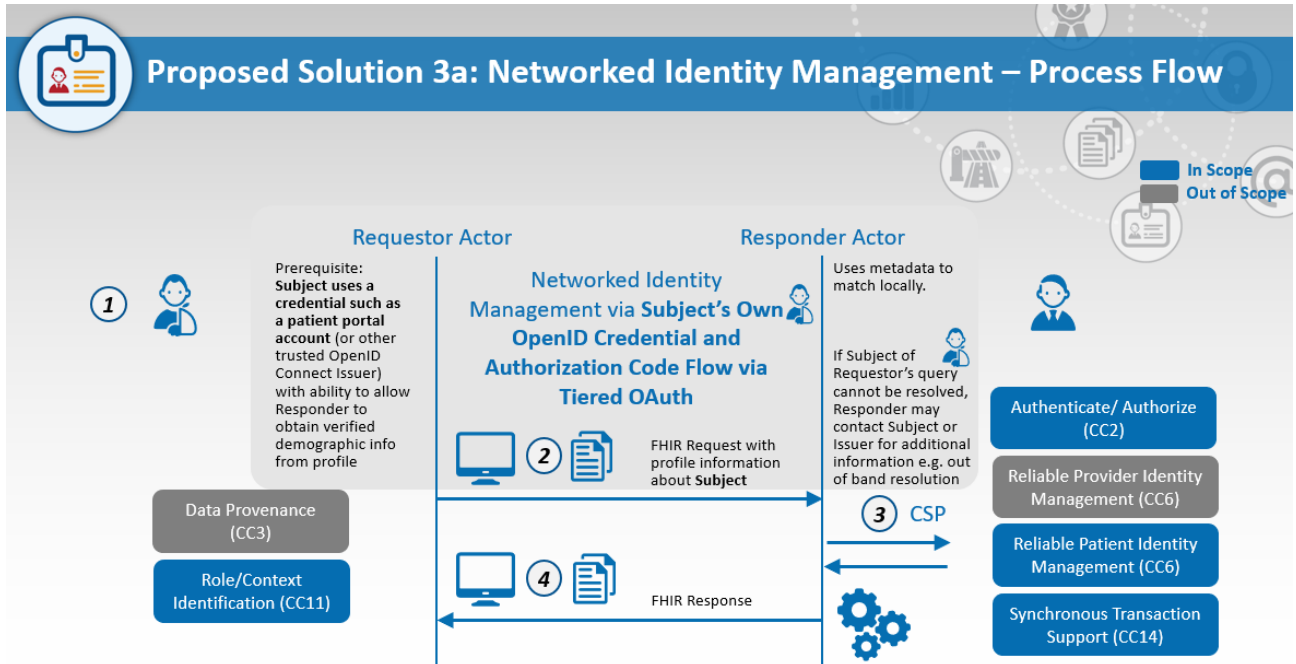 Proposed Solution 3a: Networked Identity Management – Process Flow
In Scope
Out of Scope
Requestor Actor
Responder Actor
1
Prerequisite:
Subject uses a
credential such as
a patient portal
account (or other
trusted OpenID
Connect Issuer)
with ability to allow
Responder to
obtain verified
demographic info
from profile
Networked Identity
Management via Subject's Own
OpenID Credential and
Authorization Code Flow via
Tiered OAuth
Uses metadata to
match locally.
If Subject of
Requestor's query
cannot be resolved,
Responder may
contact Subject or
Issuer for additional
information e.g. out
of band resolution
2
FHIR Request with
profile information
about Subject
Authenticate/ Authorize
(CC2)
Reliable Provider Identity
Management (CC6)
Data Provenance
(CC3)
3 CSP
Reliable Patient Identity
Management (CC6)
Role/Context
Identification (CC11)
4
FHIR Response
Synchronous Transaction
Support (CC14)